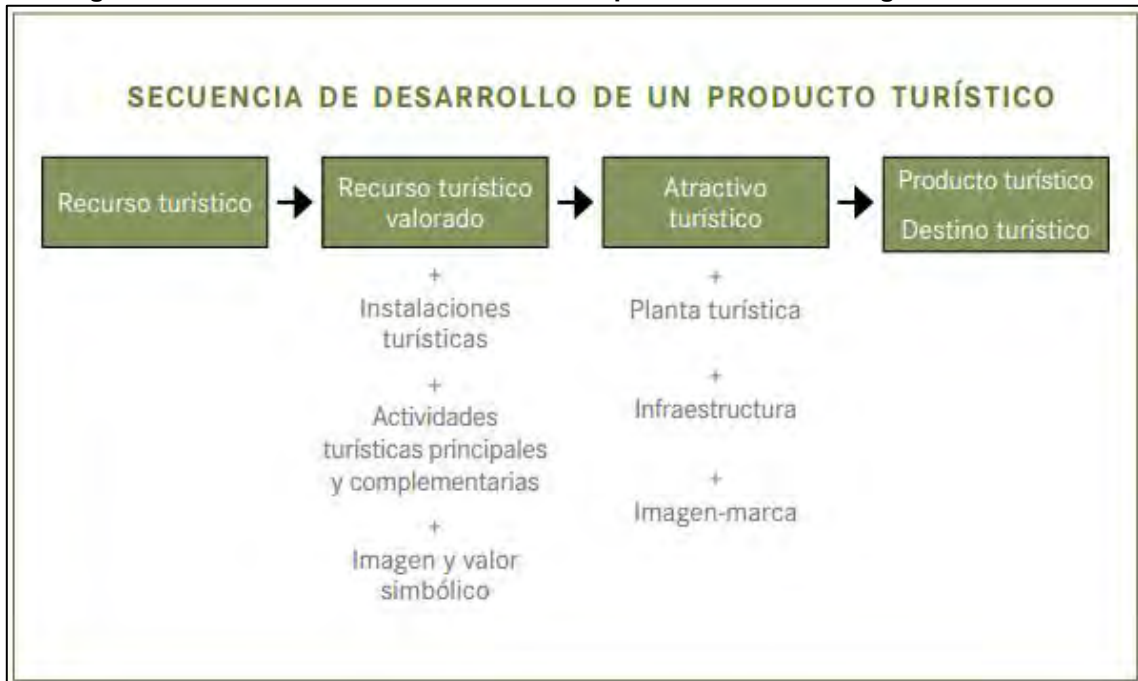 SECUENCIA DE DESARROLLO DE UN PRODUCTO TURÍSTICO
Recurso turístico
Recurso turístico
valorado
Atractivo
turístico
Producto turístico
Destino turístico
+
Instalaciones
turísticas
+
Actividades
turísticas principales
y complementarias
+
Imagen y valor
simbólico
+
Planta turística
+
Infraestructura
+
Imagen-marca